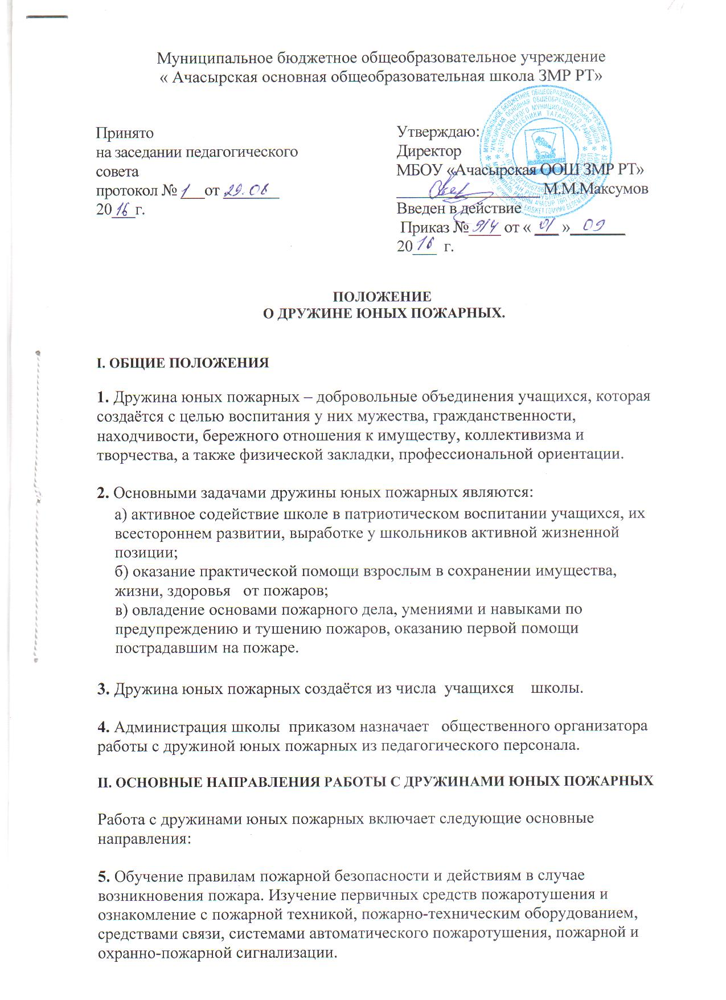 Муниципальное бюджетное общеобразовательное учреждение
« Ачасырская основная общеобразовательная школа ЗМР РТ»
Принято
на заседании педагогического
совета
протокол № 1 от 29.08
2016 г.
Утверждаю:
Директор
МБОУ «Ачасырская ООШ ЗМР РТ»
М.М.Максумов
Введен в действие
Приказ № 91/4 от « 01 » 09
2016 г.
ПОЛОЖЕНИЕ
О ДРУЖИНЕ ЮНЫХ ПОЖАРНЫХ.
I. ОБЩИЕ ПОЛОЖЕНИЯ
1. Дружина юных пожарных – добровольные объединения учащихся, которая
создаётся с целью воспитания у них мужества, гражданственности,
находчивости, бережного отношения к имуществу, коллективизма и
творчества, а также физической закладки, профессиональной ориентации.
2. Основными задачами дружины юных пожарных являются:
а) активное содействие школе в патриотическом воспитании учащихся, их
всестороннем развитии, выработке у школьников активной жизненной
позиции;
б) оказание практической помощи взрослым в сохранении имущества,
жизни, здоровья от пожаров;
в) овладение основами пожарного дела, умениями и навыками по
предупреждению и тушению пожаров, оказанию первой помощи
пострадавшим на пожаре.
3. Дружина юных пожарных создаётся из числа учащихся школы.
4. Администрация школы приказом назначает общественного организатора
работы с дружиной юных пожарных из педагогического персонала.
II. ОСНОВНЫЕ НАПРАВЛЕНИЯ РАБОТЫ С ДРУЖИНАМИ ЮНЫХ ПОЖАРНЫХ
Работа с дружинами юных пожарных включает следующие основные
направления:
5. Обучение правилам пожарной безопасности и действиям в случае
возникновения пожара. Изучение первичных средств пожаротушения и
ознакомление с пожарной техникой, пожарно-техническим оборудованием,
средствами связи, системами автоматического пожаротушения, пожарной и
охранно-пожарной сигнализации.